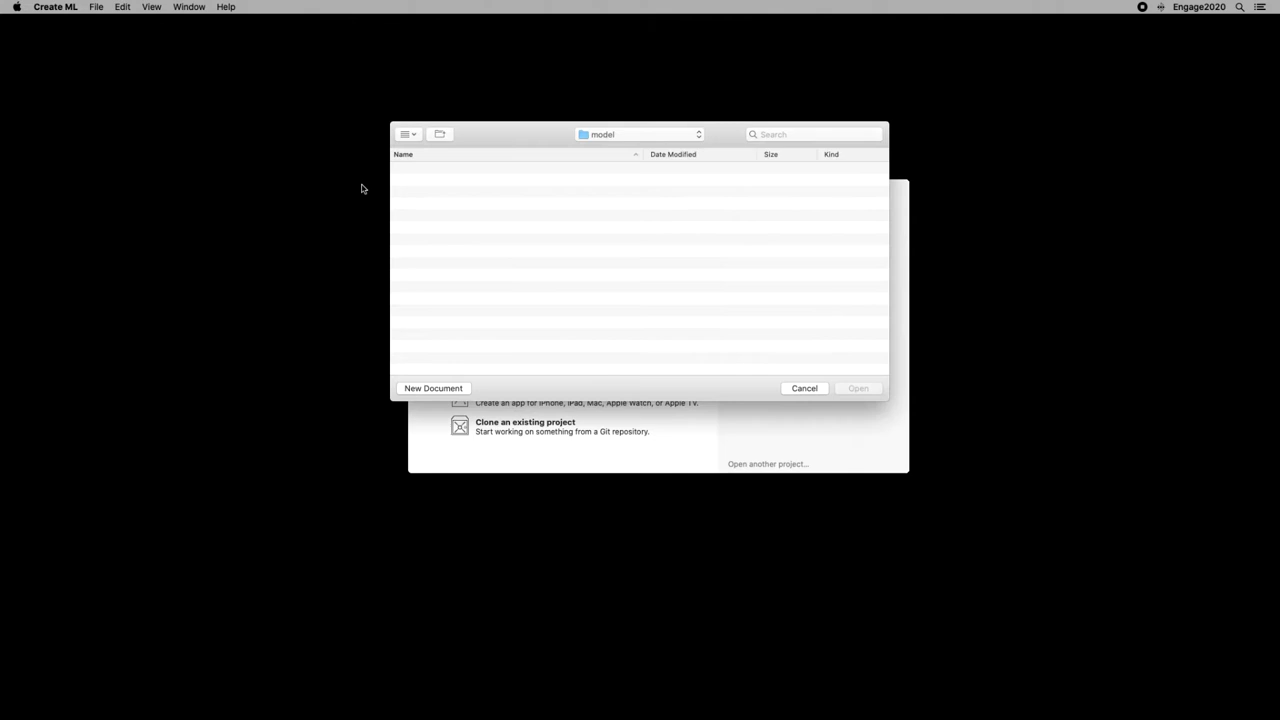 Create ML File Edit View Window Help Engage2020
model Search
Name Date Modified Size Kind
New Document Cancel Open
Create an app for iPhone, iPad, Mac, Apple Watch, or Apple TV.
Clone an existing project
Start working on something from a Git repository.
Open another project...